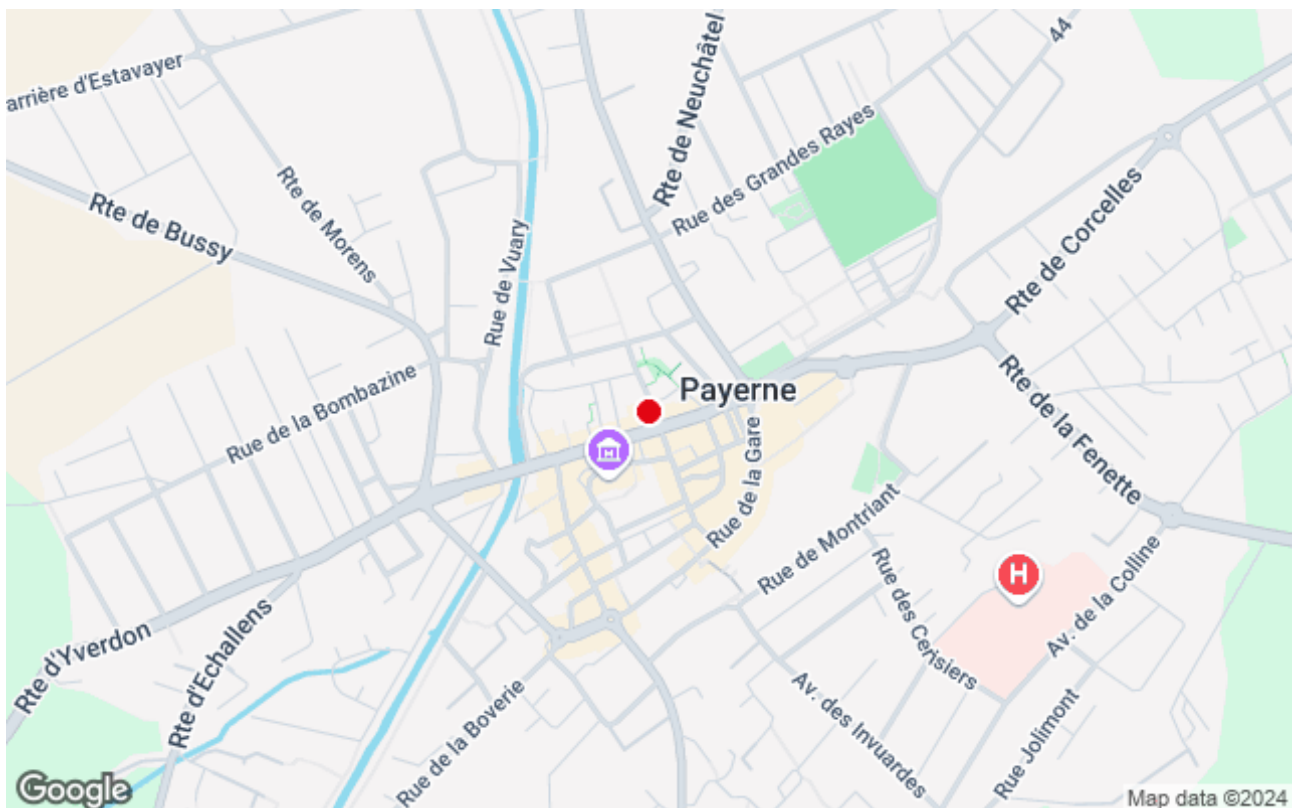 arrière d'Estavayer
Rte de Neuchâtel
44
Rue des Grandes Rayes
Rte de Bussy
Rte de Morens
Rue de Vuary
Rte de Corcelles
Rue de la Bombazine
Payerne
Rte de la Fenette
Rue de la Gare
Rue de Montriant
H
Rue des Cerisiers
Av. de la Colline
Rte d'Yverdon
Rte d'Echallens
Rue de la Boverie
Av. des Invuardes
Rue Jolimont
Google
Map data ©2024